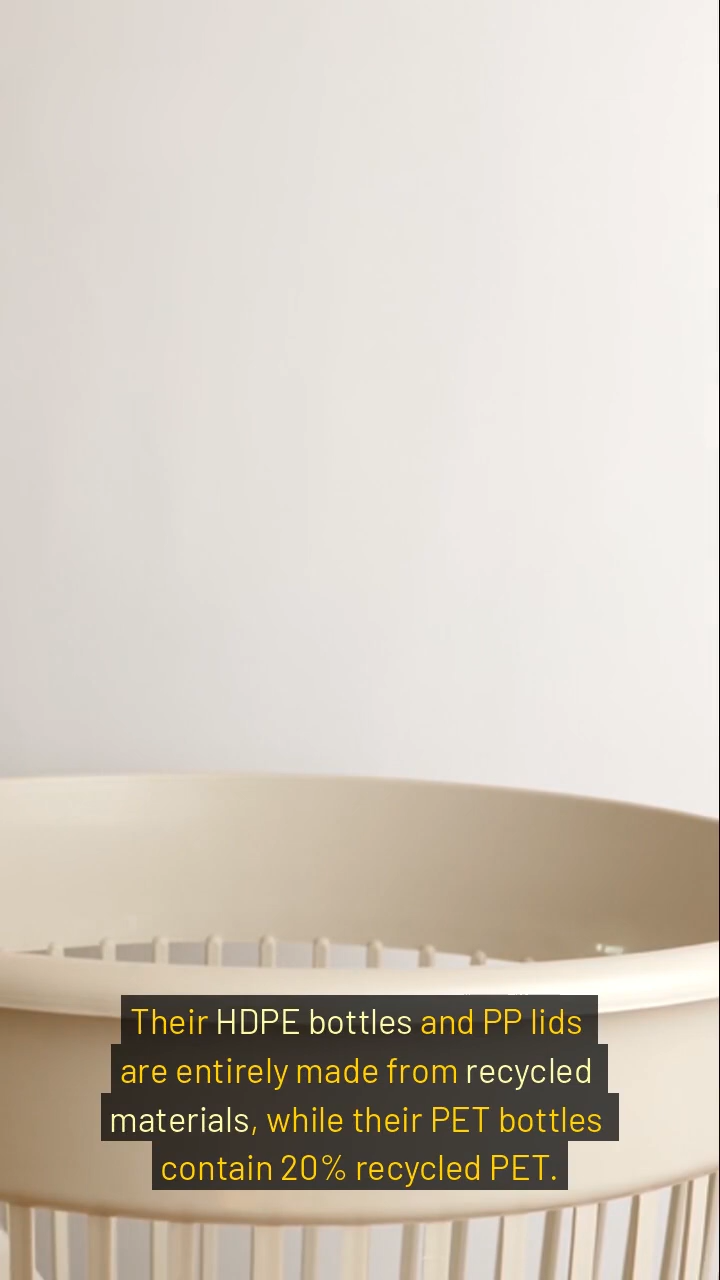 Their HDPE bottles and PP lids
are entirely made from recycled
materials, while their PET bottles
contain 20% recycled PET.